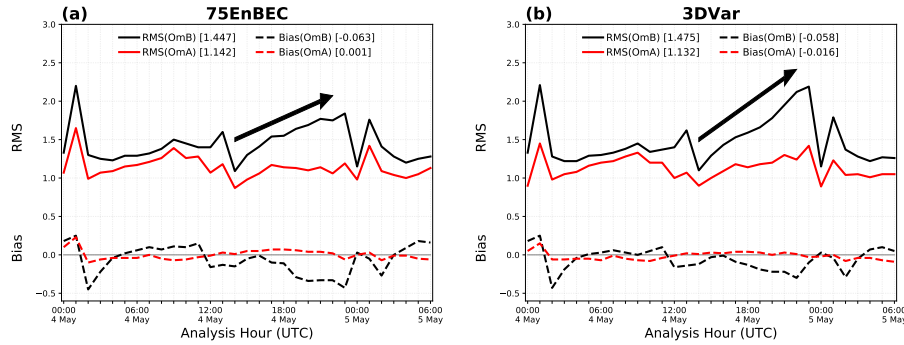 (a) 75EnBEC
RMS(OmB) [1.447] Bias(OmB) [-0.063]
RMS(OmA) [1.142] Bias(OmA) [0.001]
3.0
2.5
2.0
1.5
1.0
0.5
0.0
−0.5
RMS
Bias
00:00 06:00 12:00 18:00 00:00 06:00
4 May 4 May 4 May 4 May 5 May 5 May
Analysis Hour (UTC)
(b) 3DVar
RMS(OmB) [1.475] Bias(OmB) [-0.058]
RMS(OmA) [1.132] Bias(OmA) [-0.016]
3.0
2.5
2.0
1.5
1.0
0.5
0.0
−0.5
RMS
Bias
00:00 06:00 12:00 18:00 00:00 06:00
4 May 4 May 4 May 4 May 5 May 5 May
Analysis Hour (UTC)